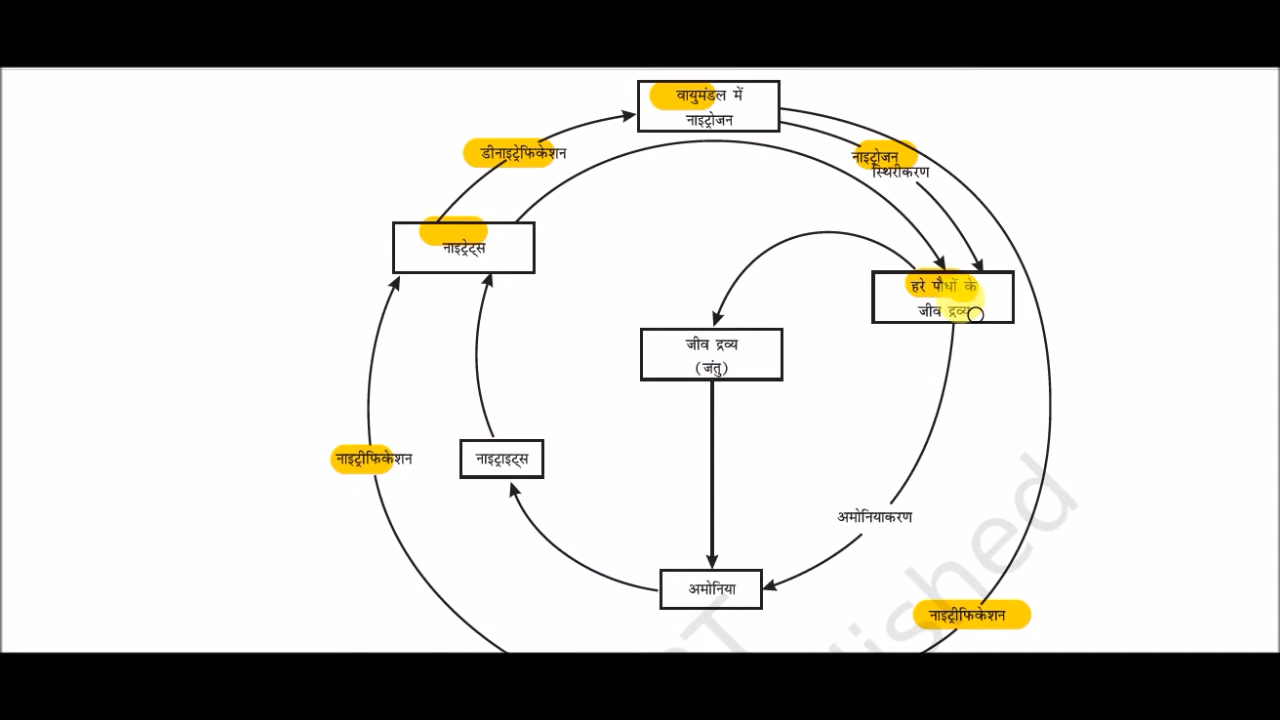 वायुमंडल में
नाइट्रोजन
डीनाइट्रेफिकेशन
नाइट्रोजन
स्थिरीकरण
नाइट्रेट्स
हरे पौधों के
जीव द्रव्य
जीव द्रव्य
(जंतु)
नाइट्रीफिकेशन
नाइट्राइट्स
अमोनियाकरण
अमोनिया
नाइट्रीफिकेशन